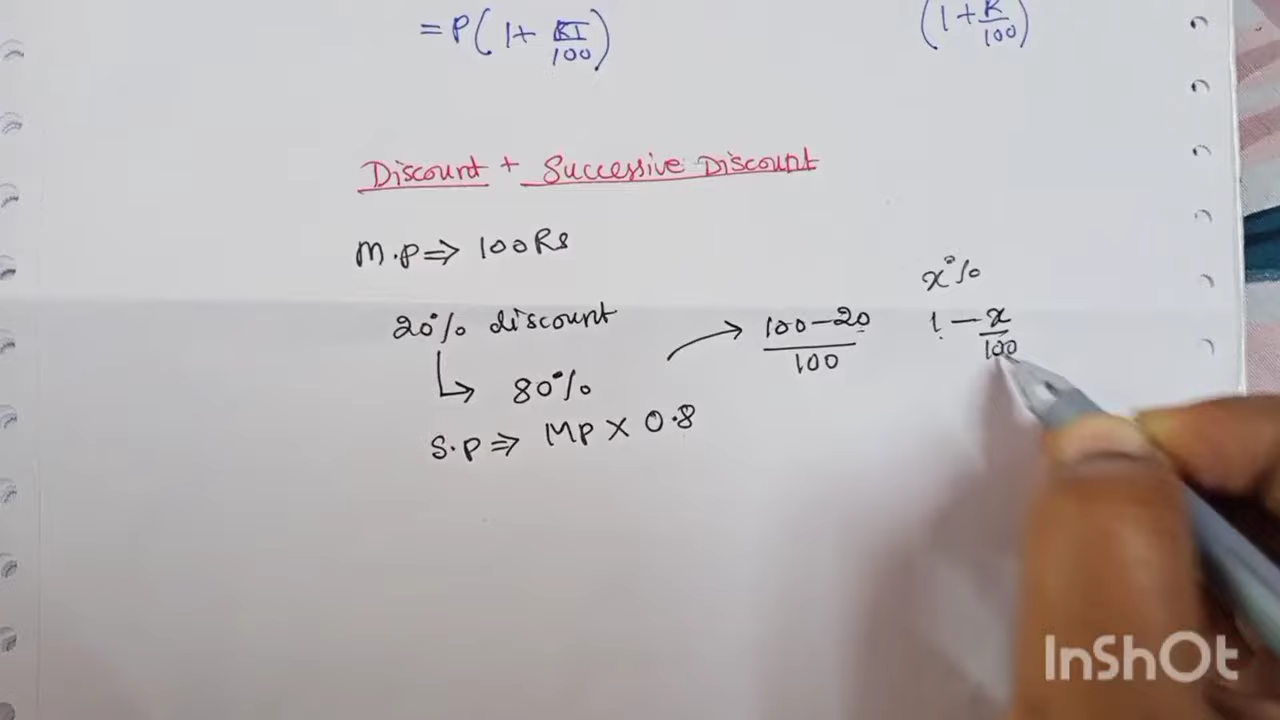 = P(1 + RT/100) (1 + R/100)
Discount + Successive Discount
M.P ⇒ 100Rs
x%
20% discount → (100-20)/100 1 - x/100
↳ 80%
S.P ⇒ MP × 0.8
InShOt